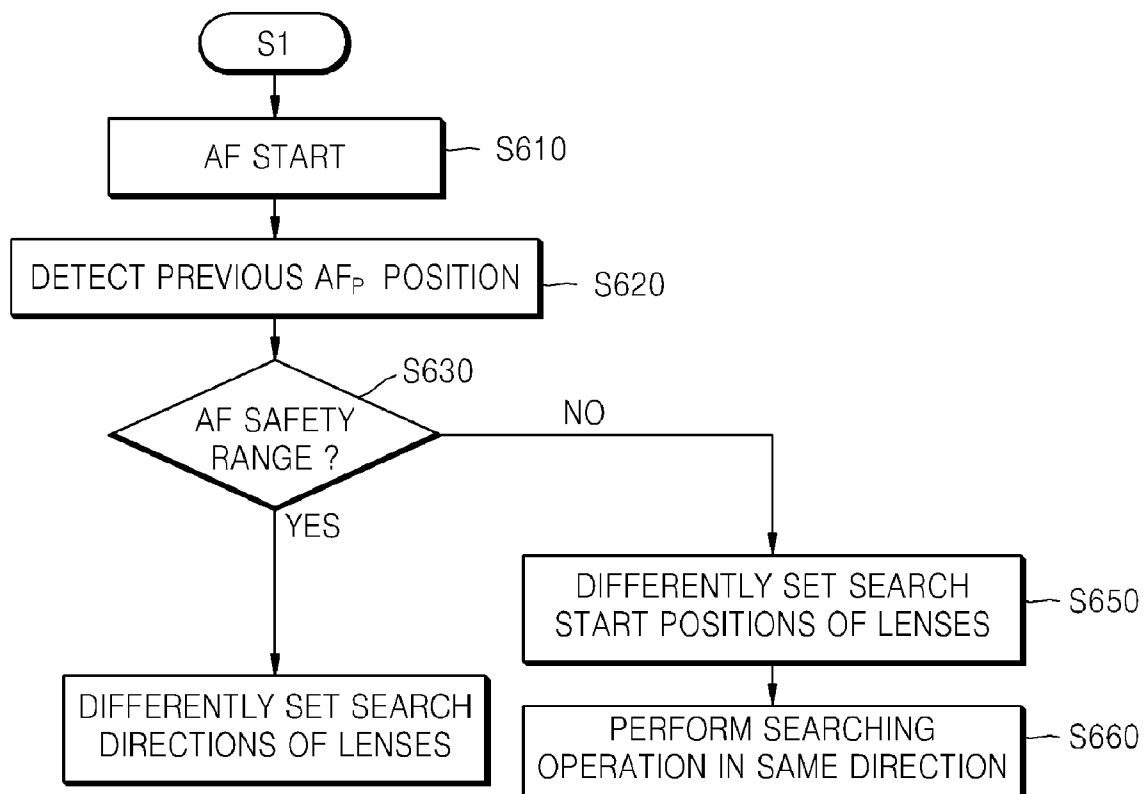 S1
AF START
S610
DETECT PREVIOUS AFP POSITION
S620
S630
AF SAFETY
RANGE ?
NO
YES
DIFFERENTLY SET SEARCH
START POSITIONS OF LENSES
S650
DIFFERENTLY SET SEARCH
DIRECTIONS OF LENSES
PERFORM SEARCHING
OPERATION IN SAME DIRECTION
S660